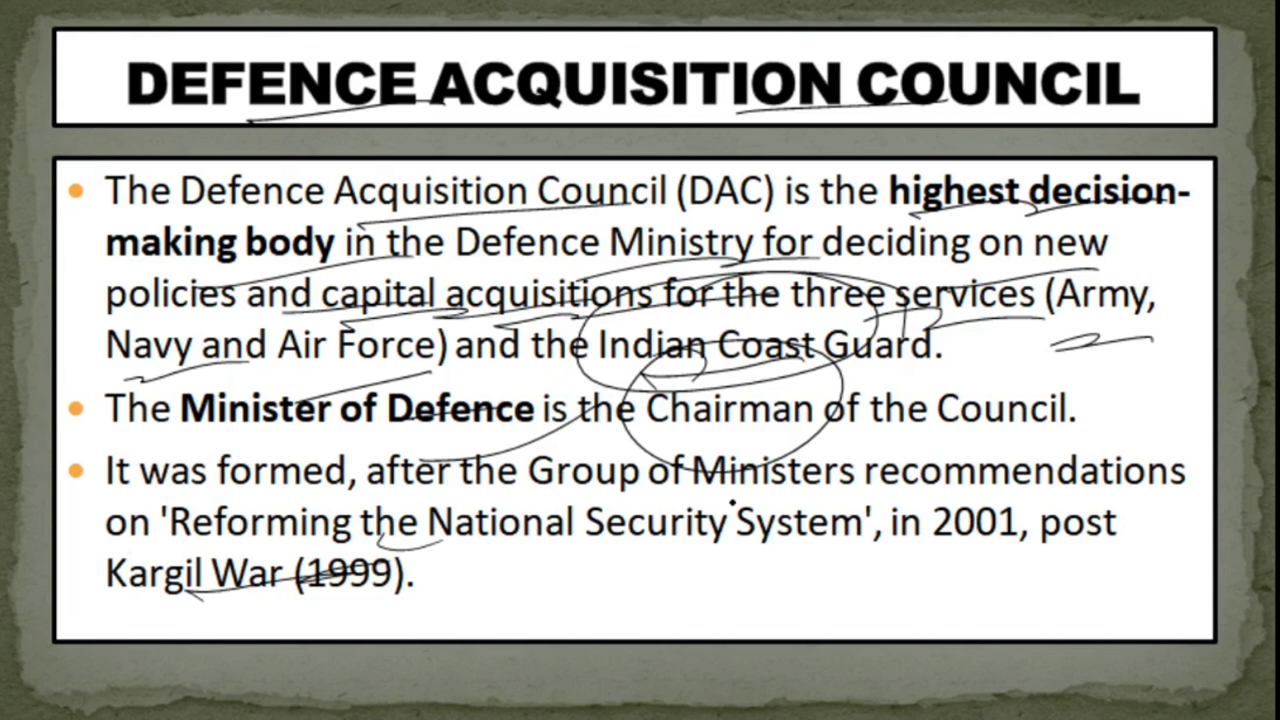 DEFENCE ACQUISITION COUNCIL
• The Defence Acquisition Council (DAC) is the highest decision-
making body in the Defence Ministry for deciding on new
policies and capital acquisitions for the three services (Army,
Navy and Air Force) and the Indian Coast Guard.
• The Minister of Defence is the Chairman of the Council.
• It was formed, after the Group of Ministers recommendations
on 'Reforming the National Security System', in 2001, post
Kargil War (1999).